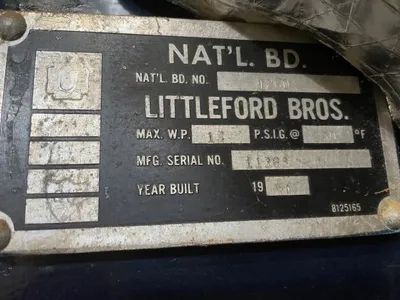 NAT'L. BD.
NAT'L. BD. NO.
LITTLEFORD BROS.
MAX. W.P. P.S.I.G.@ °F
MFG. SERIAL NO.
YEAR BUILT 19
8125165